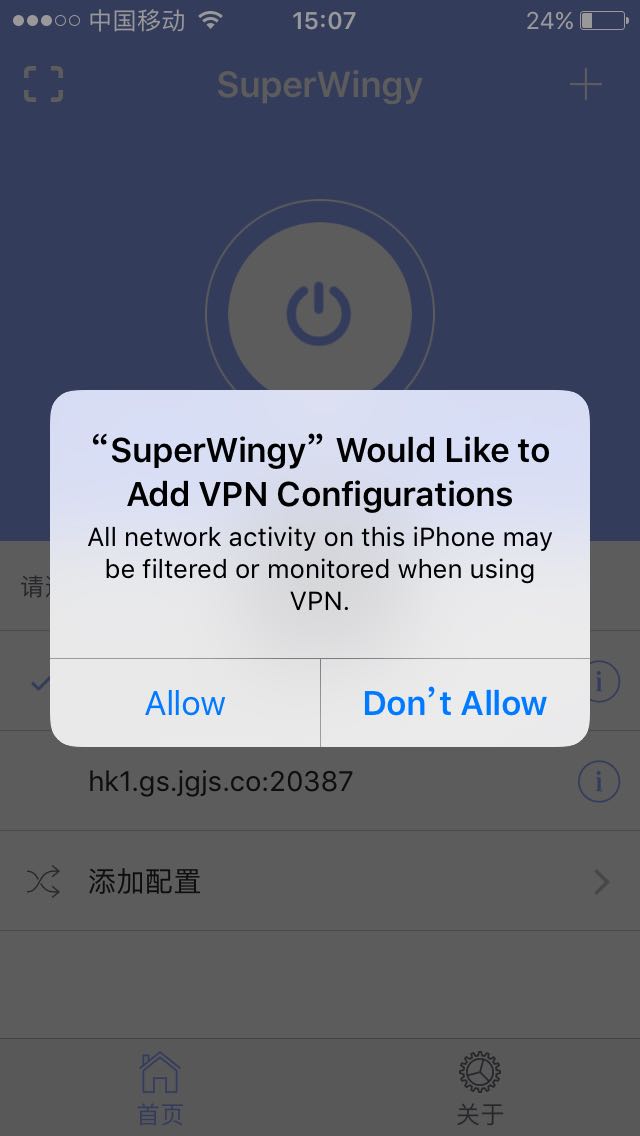 中国移动 15:07 24%
SuperWingy
“SuperWingy” Would Like to
Add VPN Configurations
All network activity on this iPhone may
be filtered or monitored when using
VPN.
请
Allow Don’t Allow
hk1.gs.jgjs.co:20387
添加配置
首页 关于